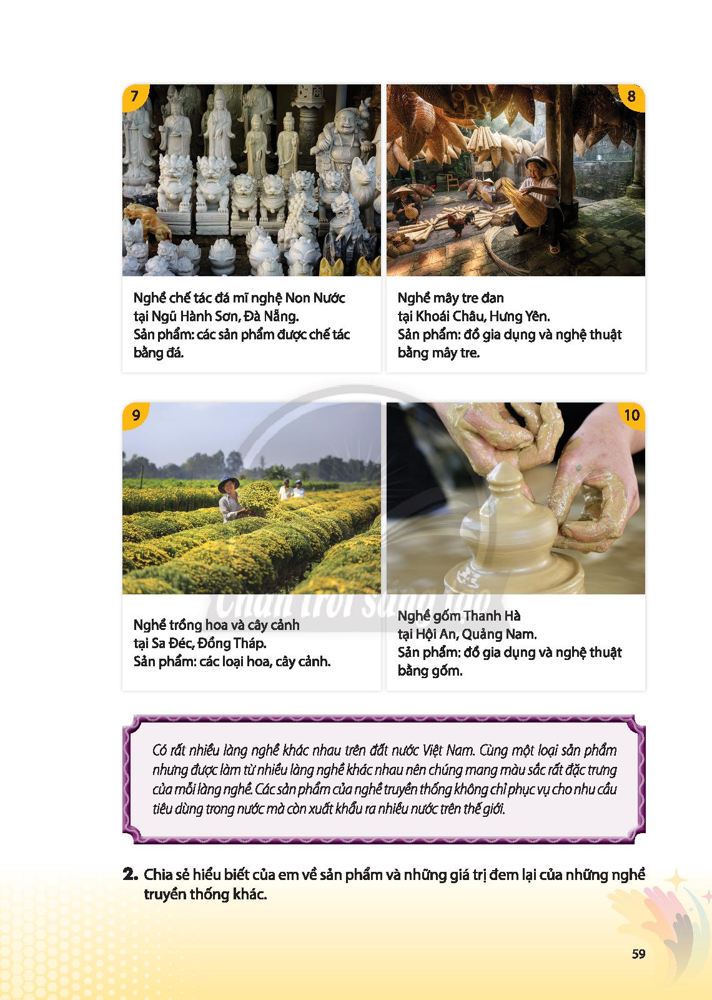 7
8
Nghề chế tác đá mĩ nghệ Non Nước
tại Ngũ Hành Sơn, Đà Nẵng.
Sản phẩm: các sản phẩm được chế tác
bằng đá.
Nghề mây tre đan
tại Khoái Châu, Hưng Yên.
Sản phẩm: đồ gia dụng và nghệ thuật
bằng mây tre.
9
10
Chân trời sáng tạo
Nghề trồng hoa và cây cảnh
tại Sa Đéc, Đồng Tháp.
Sản phẩm: các loại hoa, cây cảnh.
Nghề gốm Thanh Hà
tại Hội An, Quảng Nam.
Sản phẩm: đồ gia dụng và nghệ thuật
bằng gốm.
Có rất nhiều làng nghề khác nhau trên đất nước Việt Nam. Cùng một loại sản phẩm
nhưng được làm từ nhiều làng nghề khác nhau nên chúng mang màu sắc rất đặc trưng
của mỗi làng nghề. Các sản phẩm của nghề truyền thống không chỉ phục vụ cho nhu cầu
tiêu dùng trong nước mà còn xuất khẩu ra nhiều nước trên thế giới.
2. Chia sẻ hiểu biết của em về sản phẩm và những giá trị đem lại của những nghề
truyền thống khác.
59